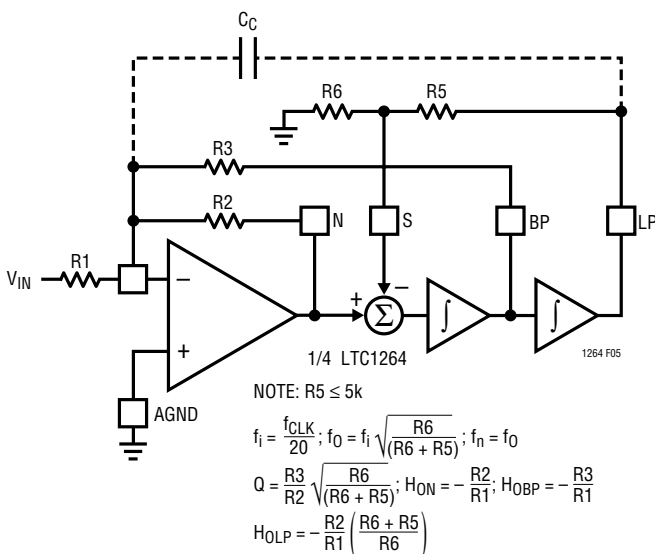 C_C
R6
R5
R3
R2
N
S
BP
LP
V_IN
R1
−
+
+
−
Σ
∫
∫
1/4 LTC1264
1264 F05
AGND
NOTE: R5 ≤ 5k
f_i = f_CLK/20; f_O = f_i √(R6/(R6 + R5)); f_n = f_O
Q = R3/R2 √(R6/(R6 + R5)); H_ON = − R2/R1; H_OBP = − R3/R1
H_OLP = − R2/R1 ((R6 + R5)/R6)